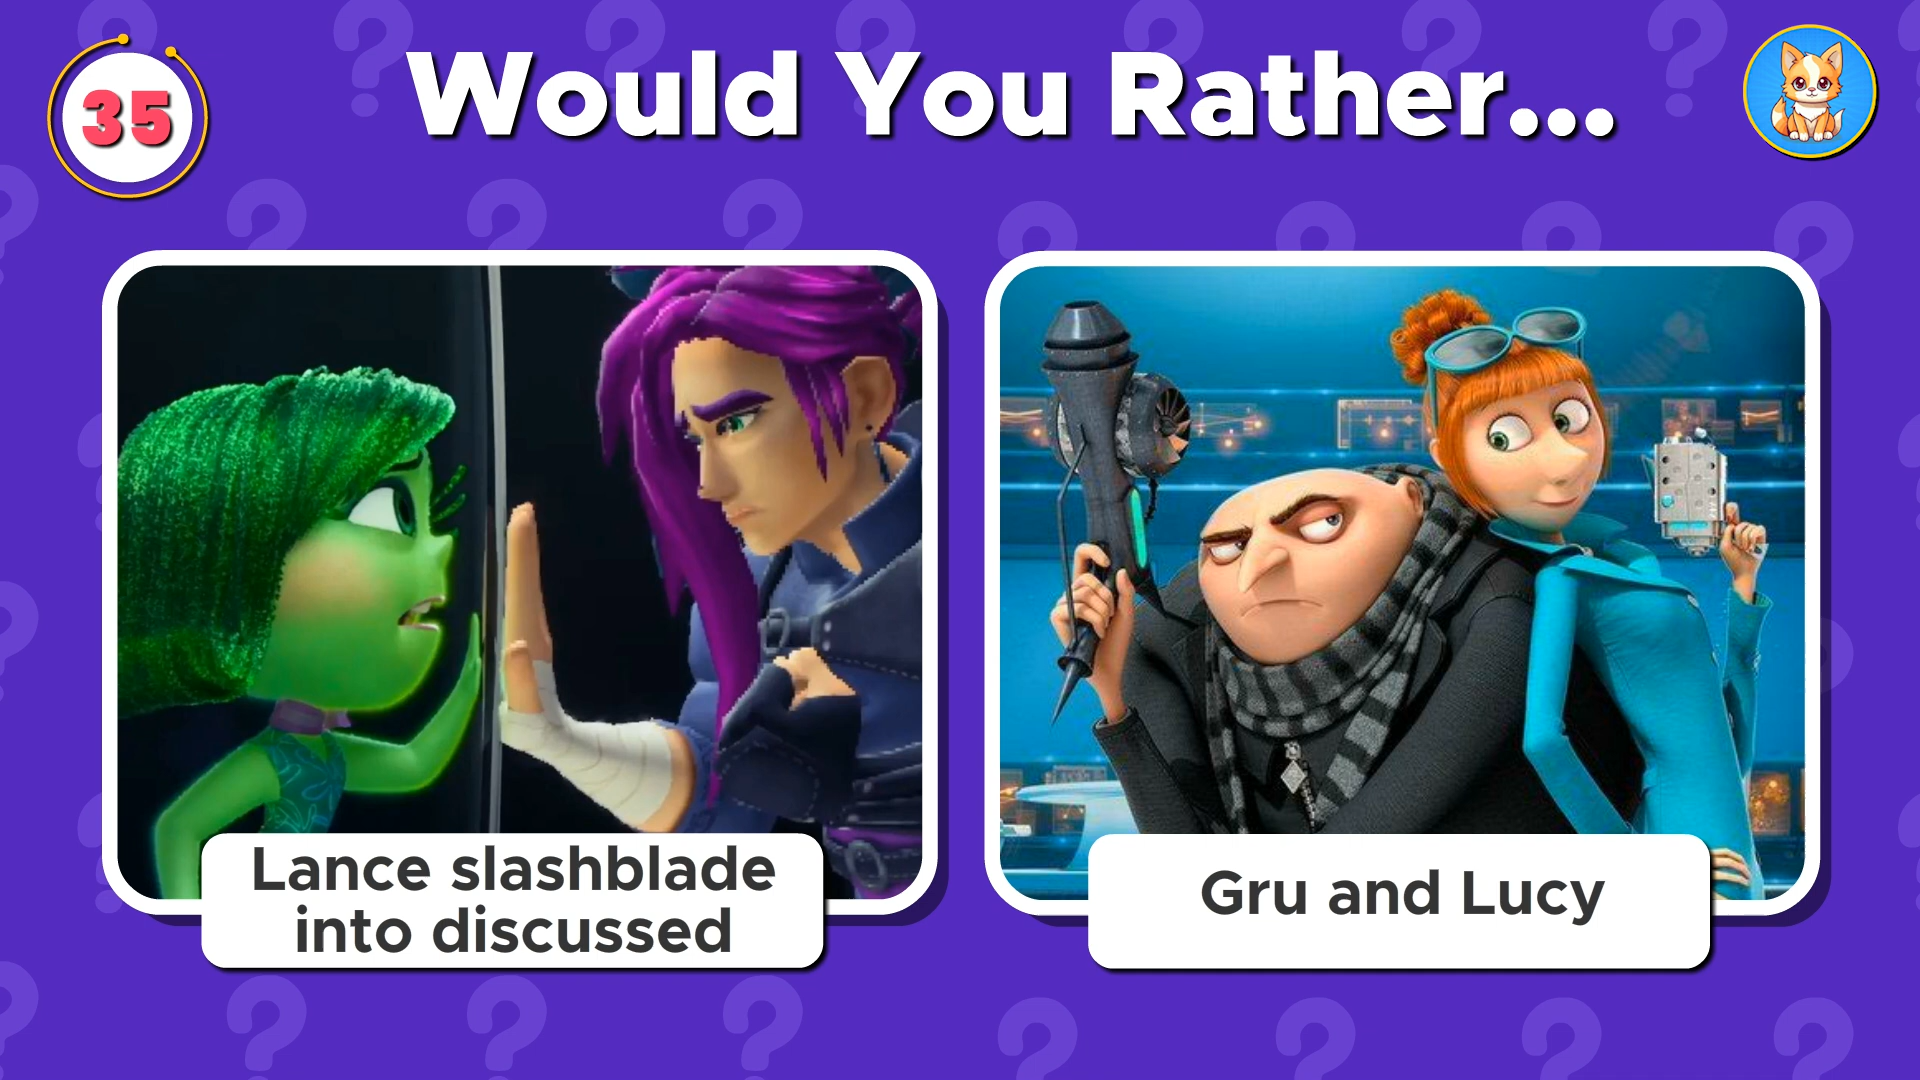 35
Would You Rather...
Lance slashblade
into discussed
Gru and Lucy